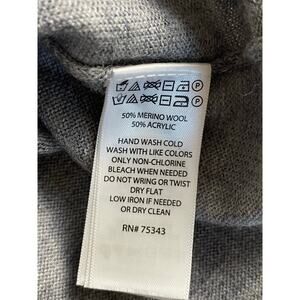 50% MERINO WOOL
50% ACRYLIC
HAND WASH COLD
WASH WITH LIKE COLORS
ONLY NON-CHLORINE
BLEACH WHEN NEEDED
DO NOT WRING OR TWIST
DRY FLAT
LOW IRON IF NEEDED
OR DRY CLEAN
RN# 75343